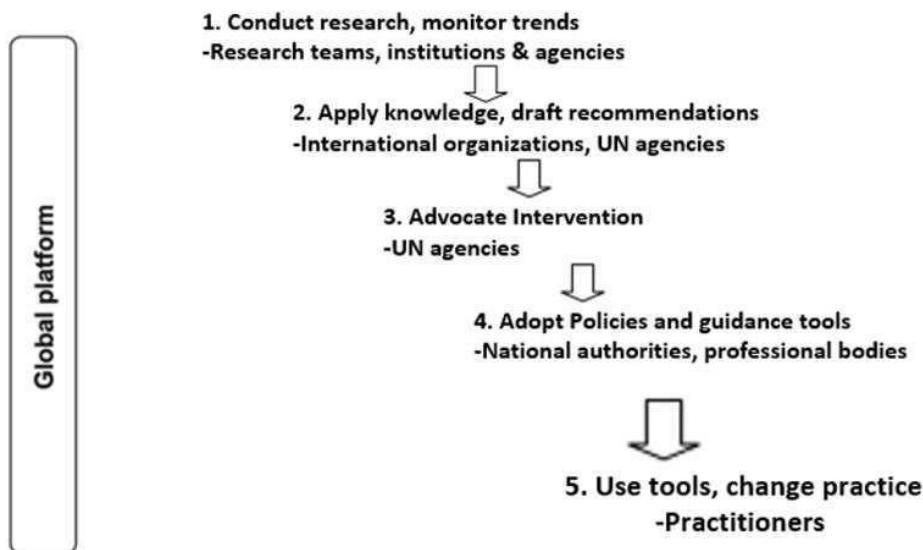 1. Conduct research, monitor trends
-Research teams, institutions & agencies
2. Apply knowledge, draft recommendations
-International organizations, UN agencies
3. Advocate Intervention
-UN agencies
4. Adopt Policies and guidance tools
-National authorities, professional bodies
5. Use tools, change practice
-Practitioners
Global platform